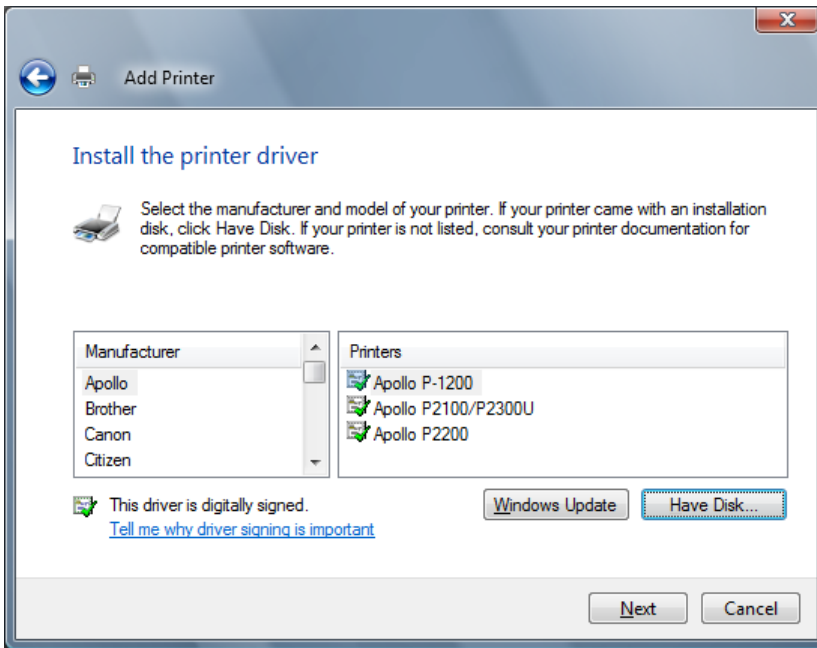 Add Printer
Install the printer driver
Select the manufacturer and model of your printer. If your printer came with an installation
disk, click Have Disk. If your printer is not listed, consult your printer documentation for
compatible printer software.
Manufacturer
Apollo
Brother
Canon
Citizen
Printers
Apollo P-1200
Apollo P2100/P2300U
Apollo P2200
This driver is digitally signed.
Tell me why driver signing is important
Windows Update
Have Disk...
Next
Cancel